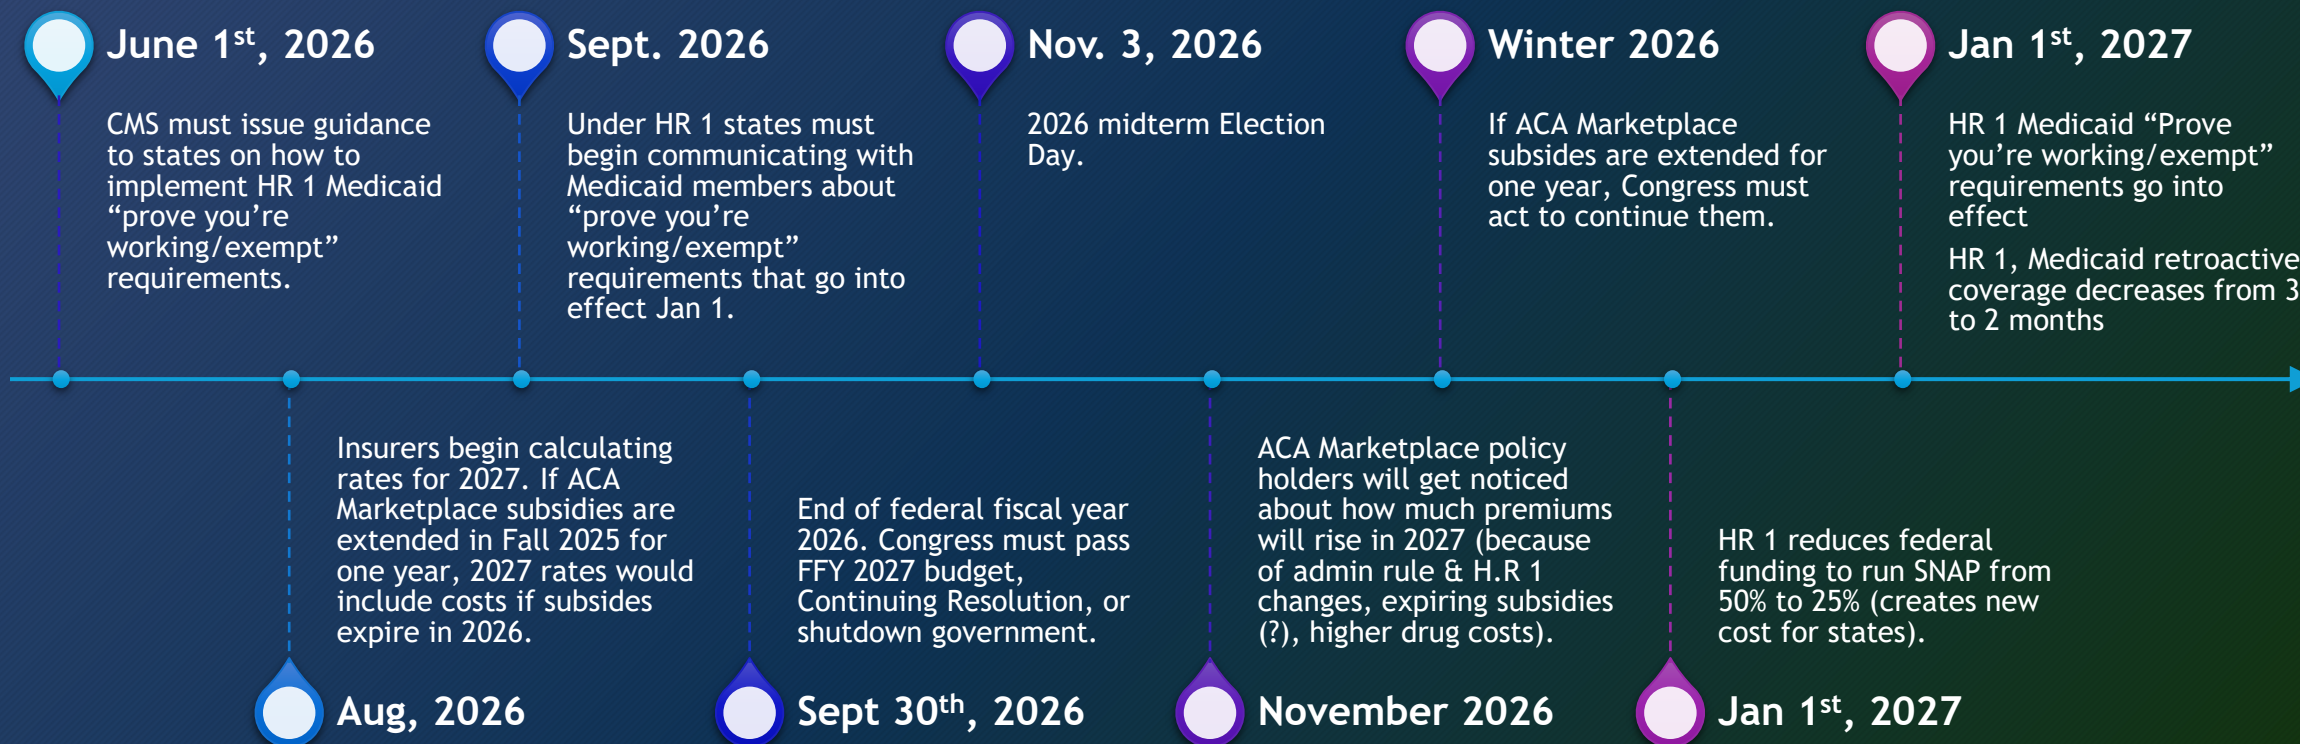 June 1st, 2026
CMS must issue guidance
to states on how to
implement HR 1 Medicaid
“prove you’re
working/exempt”
requirements.
Aug, 2026
Insurers begin calculating
rates for 2027. If ACA
Marketplace subsidies are
extended in Fall 2025 for
one year, 2027 rates would
include costs if subsides
expire in 2026.
Sept. 2026
Under HR 1 states must
begin communicating with
Medicaid members about
“prove you’re
working/exempt”
requirements that go into
effect Jan 1.
Sept 30th, 2026
End of federal fiscal year
2026. Congress must pass
FFY 2027 budget,
Continuing Resolution, or
shutdown government.
Nov. 3, 2026
2026 midterm Election
Day.
November 2026
ACA Marketplace policy
holders will get noticed
about how much premiums
will rise in 2027 (because
of admin rule & H.R 1
changes, expiring subsidies
(?), higher drug costs).
Winter 2026
If ACA Marketplace
subsides are extended for
one year, Congress must
act to continue them.
Jan 1st, 2027
HR 1 reduces federal
funding to run SNAP from
50% to 25% (creates new
cost for states).
Jan 1st, 2027
HR 1 Medicaid “Prove
you’re working/exempt”
requirements go into
effect
HR 1, Medicaid retroactive
coverage decreases from 3
to 2 months